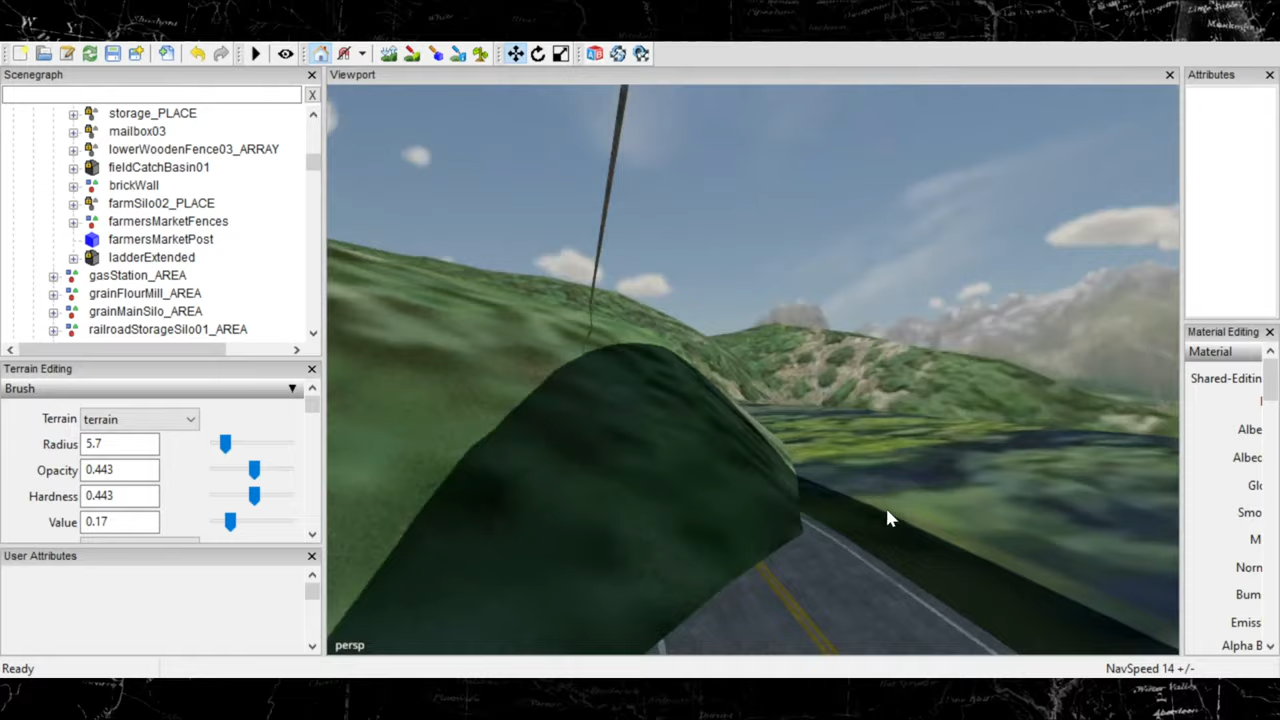 Scenegraph
X
storage_PLACE
mailbox03
lowerWoodenFence03_ARRAY
fieldCatchBasin01
brickWall
farmSilo02_PLACE
farmersMarketFences
farmersMarketPost
ladderExtended
gasStation_AREA
grainFlourMill_AREA
grainMainSilo_AREA
railroadStorageSilo01_AREA
Terrain Editing
Brush
Terrain terrain
Radius 5.7
Opacity 0.443
Hardness 0.443
Value 0.17
User Attributes
Ready
Viewport
persp
Attributes
Material Editing
Material
Shared-Editin
Albe
Albec
Glo
Smo
M
Norn
Bum
Emiss
Alpha B
NavSpeed 14 +/-